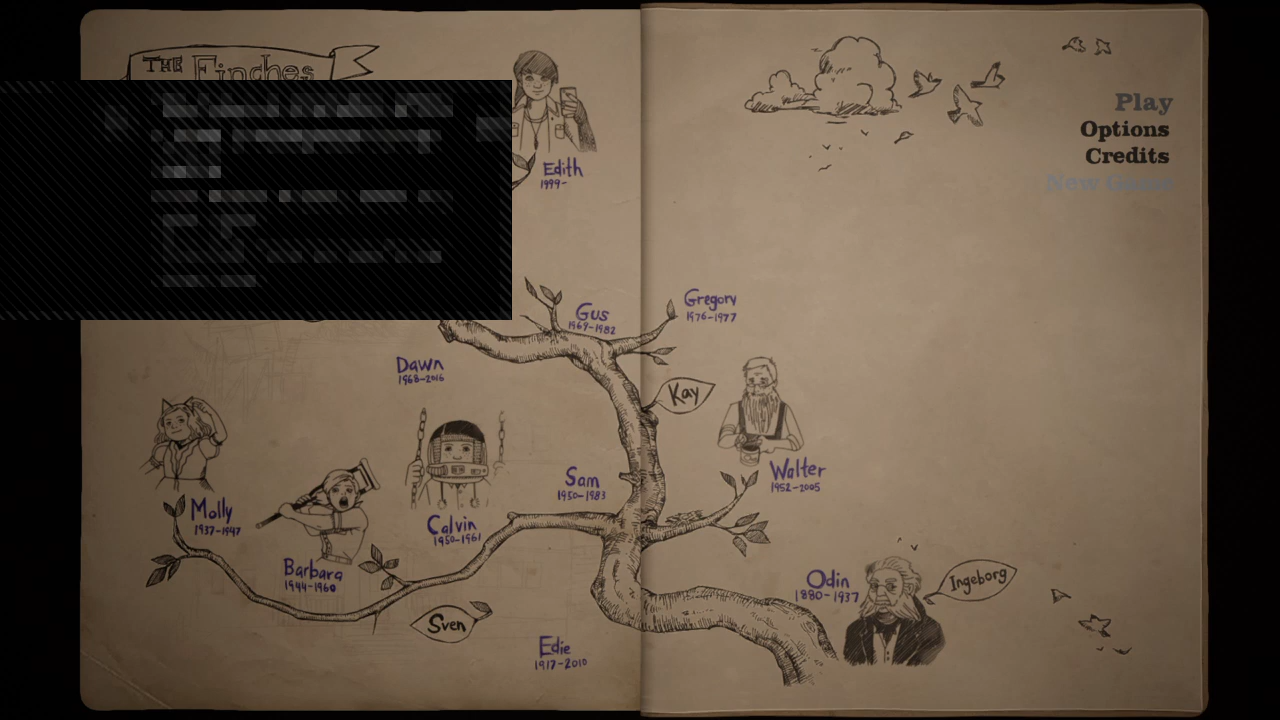 THE Finches
Edith
1999-
Play
Options
Credits
New Game
Gus
1969-1982
Gregory
1976-1977
Dawn
1968-2016
Kay
Sam
1950-1983
Walter
1952-2005
Molly
1937-1947
Calvin
1950-1961
Barbara
1944-1960
Sven
Edie
1917-2010
Odin
1880-1937
Ingeborg